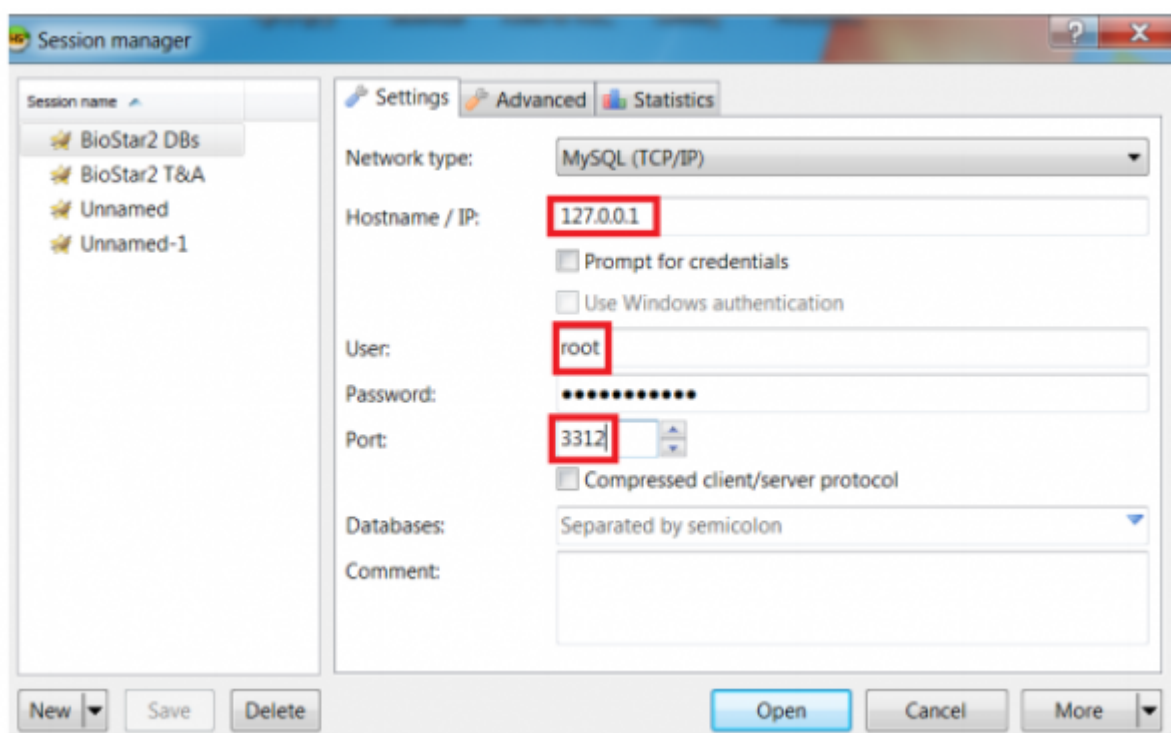 Session manager
Session name
BioStar2 DBs
BioStar2 T&A
Unnamed
Unnamed-1
Settings Advanced Statistics
Network type: MySQL (TCP/IP)
Hostname / IP: 127.0.0.1
Prompt for credentials
Use Windows authentication
User: root
Password: •••••••••••
Port: 3312
Compressed client/server protocol
Databases: Separated by semicolon
Comment:
New Save Delete Open Cancel More